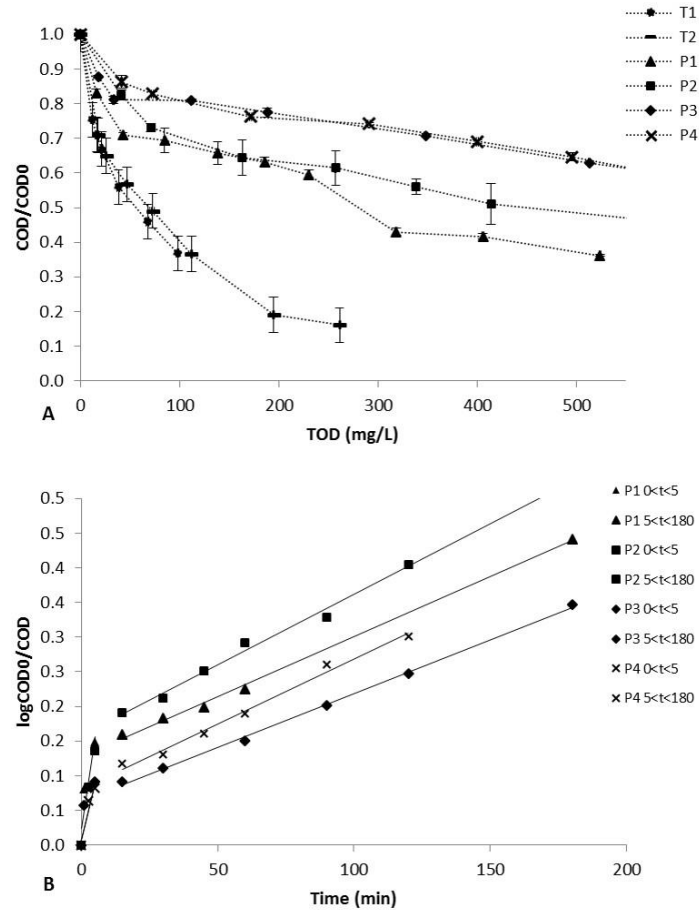 T1
T2
P1
P2
P3
P4
1.0
0.9
0.8
0.7
0.6
0.5
0.4
0.3
0.2
0.1
0.0
COD/COD0
0 100 200 300 400 500
A
TOD (mg/L)
0.5
0.5
0.4
0.4
0.3
0.3
0.2
0.2
0.1
0.1
0.0
logCOD0/COD
P1 0<t<5
P1 5<t<180
P2 0<t<5
P2 5<t<180
P3 0<t<5
P3 5<t<180
P4 0<t<5
P4 5<t<180
0 50 100 150 200
B
Time (min)